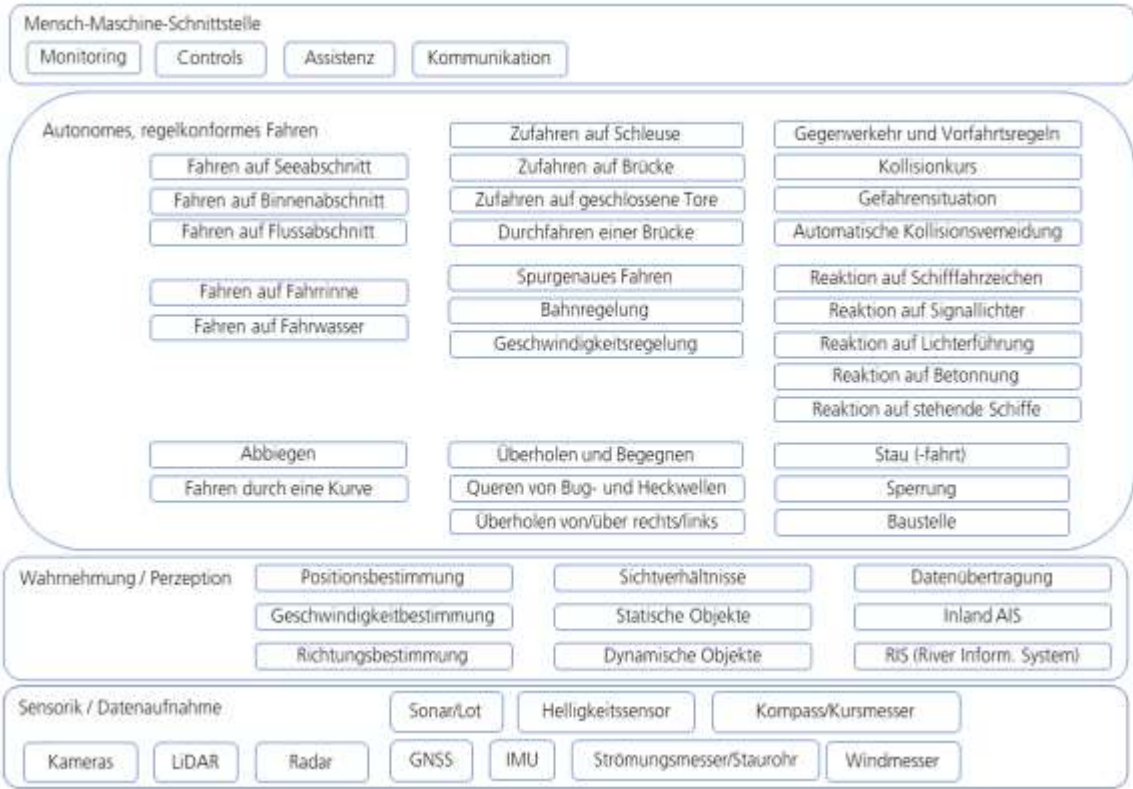 Mensch-Maschine-Schnittstelle
Monitoring
Controls
Assistenz
Kommunikation
Autonomes, regelkonformes Fahren
Fahren auf Seeabschnitt
Fahren auf Binnenabschnitt
Fahren auf Flussabschnitt
Fahren auf Fahrrinne
Fahren auf Fahrwasser
Abbiegen
Fahren durch eine Kurve
Zufahren auf Schleuse
Zufahren auf Brücke
Zufahren auf geschlossene Tore
Durchfahren einer Brücke
Spurgenaues Fahren
Bahnregelung
Geschwindigkeitsregelung
Überholen und Begegnen
Queren von Bug- und Heckwellen
Überholen von/über rechts/links
Gegenverkehr und Vorfahrtsregeln
Kollisionkurs
Gefahrensituation
Automatische Kollisionsvemeidung
Reaktion auf Schifffahrzeichen
Reaktion auf Signallichter
Reaktion auf Lichterführung
Reaktion auf Betonnung
Reaktion auf stehende Schiffe
Stau (-fahrt)
Sperrung
Baustelle
Wahrnehmung / Perzeption
Positionsbestimmung
Geschwindigkeitbestimmung
Richtungsbestimmung
Sichtverhältnisse
Statische Objekte
Dynamische Objekte
Datenübertragung
Inland AIS
RIS (River Inform. System)
Sensorik / Datenaufnahme
Sonar/Lot
Helligkeitssensor
Kompass/Kursmesser
Kameras
LiDAR
Radar
GNSS
IMU
Strömungsmesser/Staurohr
Windmesser